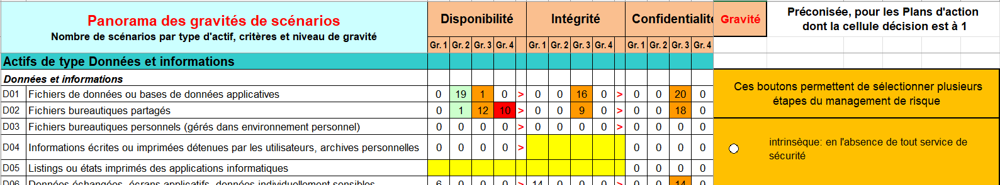 Panorama des gravités de scénarios
Nombre de scénarios par type d'actif, critères et niveau de gravité
Disponibilité Intégrité Confidentialité Gravité
Préconisée, pour les Plans d'action
dont la cellule décision est à 1
Gr. 1 Gr. 2 Gr. 3 Gr. 4 Gr. 1 Gr. 2 Gr. 3 Gr. 4 Gr. 1 Gr. 2 Gr. 3 Gr. 4
Actifs de type Données et informations
Données et informations
D01 Fichiers de données ou bases de données applicatives 0 19 1 0 > 0 0 16 0 > 0 0 20 0
D02 Fichiers bureautiques partagés 0 1 12 10 > 0 0 9 0 > 0 0 18 0
D03 Fichiers bureautiques personnels (gérés dans environnement personnel) 0 0 0 0 > 0 0 0 0 > 0 0 0 0
D04 Informations écrites ou imprimées détenues par les utilisateurs, archives personnelles 0 0 0 0 > 0 0 0 0
D05 Listings ou états imprimés des applications informatiques 0 0 0 0
D06 Données échangées, écrans applicatifs, données individuellement sensibles 6 0 0 0 > 14 0 0 0 > 0 0 14 0
Ces boutons permettent de sélectionner plusieurs
étapes du management de risque
intrinsèque: en l'absence de tout service de
sécurité